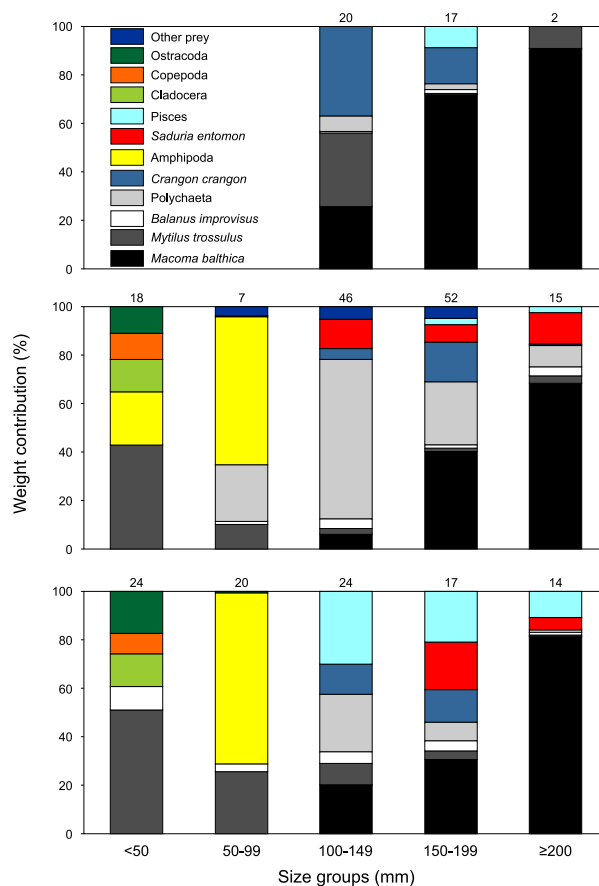 20 17 2
100
80
60
40
20
0
Other prey
Ostracoda
Copepoda
Cladocera
Pisces
Saduria entomon
Amphipoda
Crangon crangon
Polychaeta
Balanus improvisus
Mytilus trossulus
Macoma balthica
Weight contribution (%)
18 7 46 52 15
100
80
60
40
20
0
24 20 24 17 14
100
80
60
40
20
0
<50 50-99 100-149 150-199 ≥200
Size groups (mm)